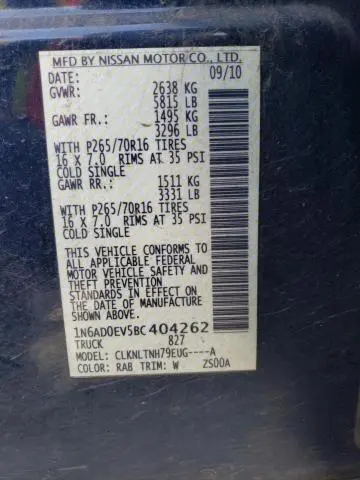 MFD BY NISSAN MOTOR CO., LTD.
DATE: 09/10
GVWR: 2638 KG
5815 LB
GAWR FR.: 1495 KG
3296 LB
WITH P265/70R16 TIRES
16 X 7.0 RIMS AT 35 PSI
COLD SINGLE
GAWR RR.: 1511 KG
3331 LB
WITH P265/70R16 TIRES
16 X 7.0 RIMS AT 35 PSI
COLD SINGLE
THIS VEHICLE CONFORMS TO
ALL APPLICABLE FEDERAL
MOTOR VEHICLE SAFETY
AND THEFT PREVENTION
STANDARDS IN EFFECT ON
THE DATE OF MANUFACTURE
SHOWN ABOVE.
1N6AD0EV5BC404262
TRUCK 827
MODEL: CLKNLTNH79EUG----A
COLOR: RAB TRIM: W ZS00A